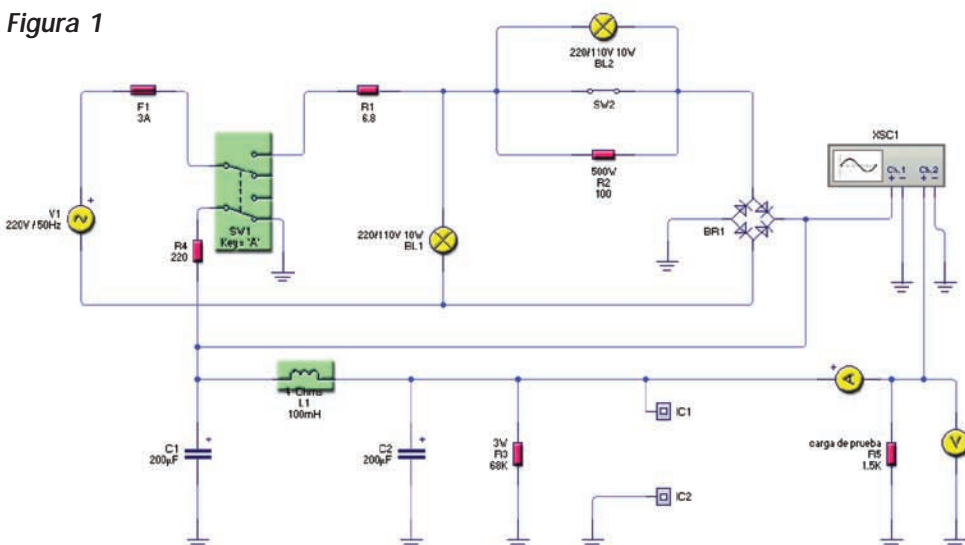 Figura 1
220/110V 10W
BL2
F1
3A
R1
6.8
SW2
XSC1
Ch.1
Ch.2
+ -
+ -
500W
R2
100
V1
220V / 50Hz
+
SW1
Key = 'A'
R4
220
220/110V 10W
BL1
BR1
4 Ohms
L1
100mH
+
A
IC1
C1
200µF
+
C2
200µF
+
3W
R3
68K
carga de prueba
R5
1.5K
V
IC2